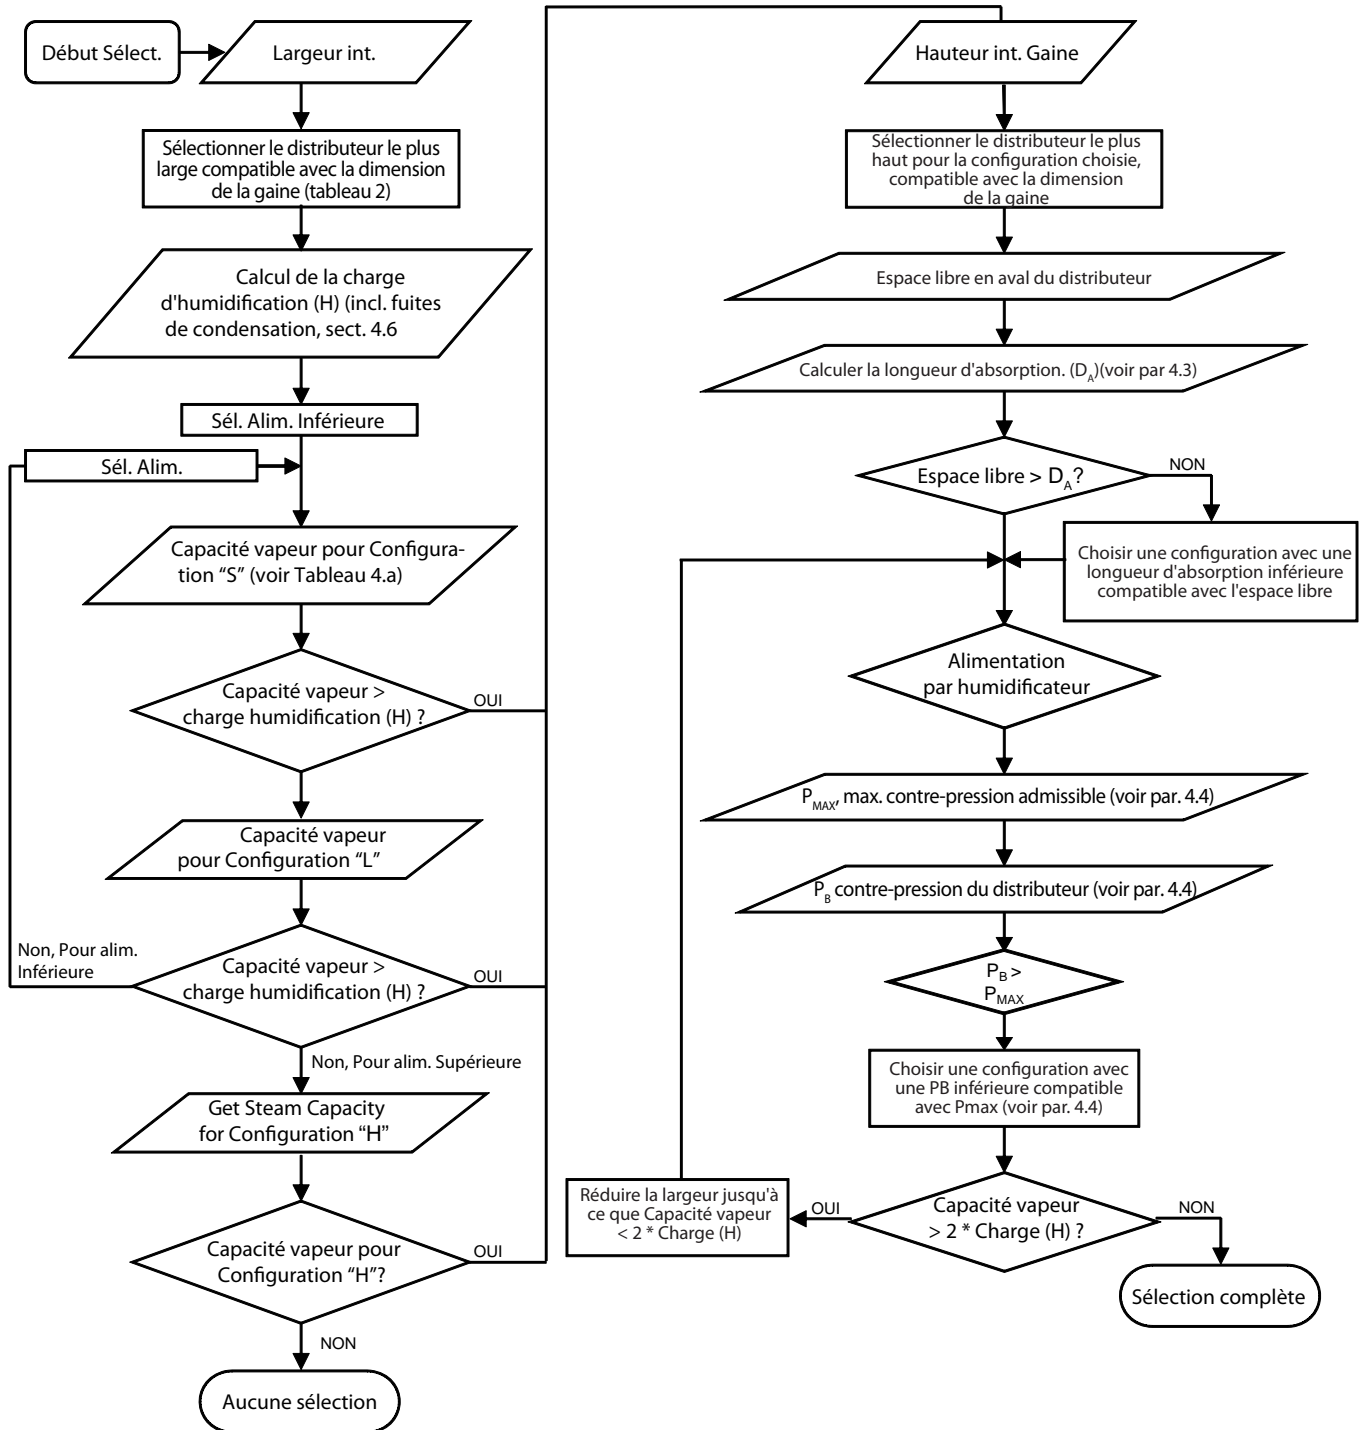 Début Sélect.
Largeur int.
Sélectionner le distributeur le plus
large compatible avec la dimension
de la gaine (tableau 2)
Calcul de la charge
d'humidification (H) (incl. fuites
de condensation, sect. 4.6
Sél. Alim. Inférieure
Sél. Alim.
Capacité vapeur pour Configura-
tion "S" (voir Tableau 4.a)
Capacité vapeur >
charge humidification (H) ?
OUI
Capacité vapeur
pour Configuration "L"
Non, Pour alim.
Inférieure
Capacité vapeur >
charge humidification (H) ?
OUI
Non, Pour alim. Supérieure
Get Steam Capacity
for Configuration "H"
Capacité vapeur pour
Configuration "H"?
OUI
NON
Aucune sélection
Hauteur int. Gaine
Sélectionner le distributeur le plus
haut pour la configuration choisie,
compatible avec la dimension
de la gaine
Espace libre en aval du distributeur
Calculer la longueur d'absorption. (DA)(voir par 4.3)
Espace libre > DA?
NON
Choisir une configuration avec une
longueur d'absorption inférieure
compatible avec l'espace libre
Alimentation
par humidificateur
PMAX, max. contre-pression admissible (voir par. 4.4)
PB contre-pression du distributeur (voir par. 4.4)
PB >
PMAX
Choisir une configuration avec
une PB inférieure compatible
avec Pmax (voir par. 4.4)
Capacité vapeur
> 2 * Charge (H) ?
OUI
Réduire la largeur jusqu'à
ce que Capacité vapeur
< 2 * Charge (H)
NON
Sélection complète